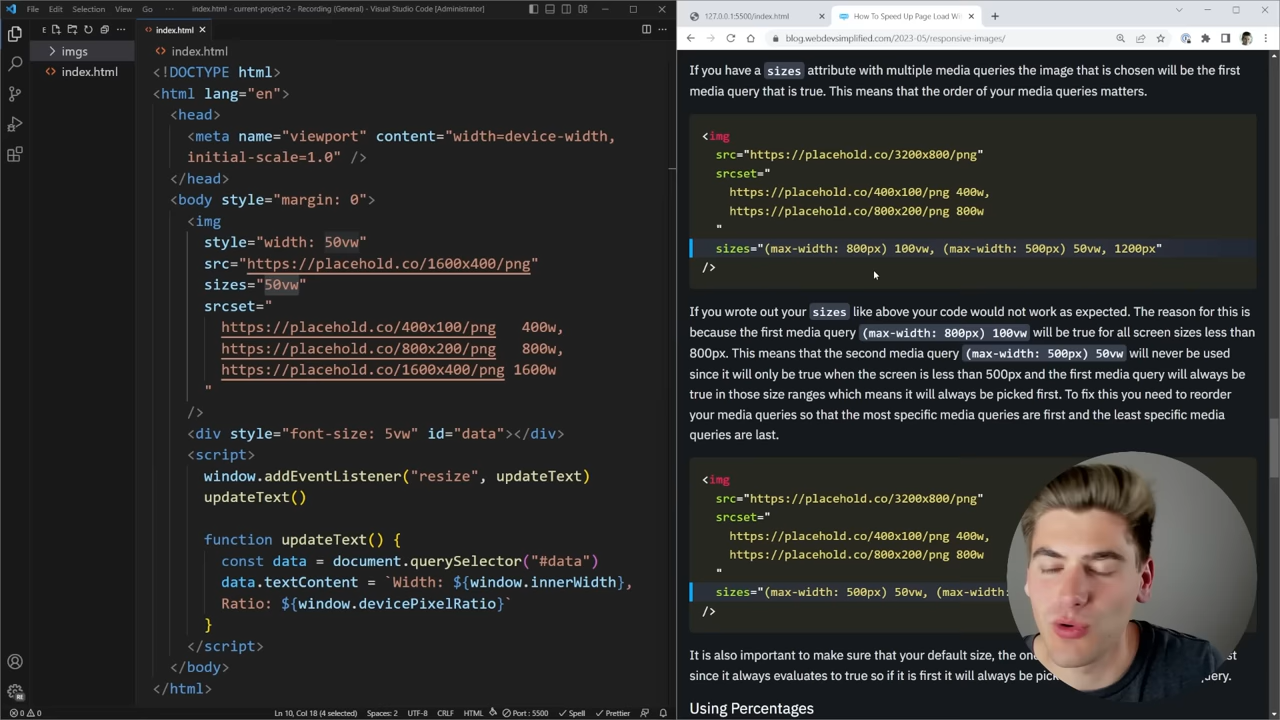 File Edit Selection View Go ··· index.html - current-project-2 - Recording (General) - Visual Studio Code [Administrator]
E
index.html
imgs
index.html
index.html
<!DOCTYPE html>
<html lang="en">
<head>
<meta name="viewport" content="width=device-width,
initial-scale=1.0" />
</head>
<body style="margin: 0">
<img
style="width: 50vw"
src="https://placehold.co/1600x400/png"
sizes="50vw"
srcset="
https://placehold.co/400x100/png 400w,
https://placehold.co/800x200/png 800w,
https://placehold.co/1600x400/png 1600w
"
/>
<div style="font-size: 5vw" id="data"></div>
<script>
window.addEventListener("resize", updateText)
updateText()
function updateText() {
const data = document.querySelector("#data")
data.textContent = `Width: ${window.innerWidth},
Ratio: ${window.devicePixelRatio}`
}
</script>
</body>
</html>
0 0 Ln 10, Col 18 (4 selected) Spaces: 2 UTF-8 CRLF HTML Port : 5500 Spell Prettier
127.0.0.1:5500/index.html
How To Speed Up Page Load Wi
blog.webdevsimplified.com/2023-05/responsive-images/
If you have a sizes attribute with multiple media queries the image that is chosen will be the first
media query that is true. This means that the order of your media queries matters.
<img
src="https://placehold.co/3200x800/png"
srcset="
https://placehold.co/400x100/png 400w,
https://placehold.co/800x200/png 800w
"
sizes="(max-width: 800px) 100vw, (max-width: 500px) 50vw, 1200px"
/>
If you wrote out your sizes like above your code would not work as expected. The reason for this is
because the first media query (max-width: 800px) 100vw will be true for all screen sizes less than
800px. This means that the second media query (max-width: 500px) 50vw will never be used
since it will only be true when the screen is less than 500px and the first media query will always be
true in those size ranges which means it will always be picked first. To fix this you need to reorder
your media queries so that the most specific media queries are first and the least specific media
queries are last.
<img
src="https://placehold.co/3200x800/png"
srcset="
https://placehold.co/400x100/png 400w,
https://placehold.co/800x200/png 800w
"
sizes="(max-width: 500px) 50vw, (max-width:
/>
It is also important to make sure that your default size, the one
since it always evaluates to true so if it is first it will always be
Using Percentages